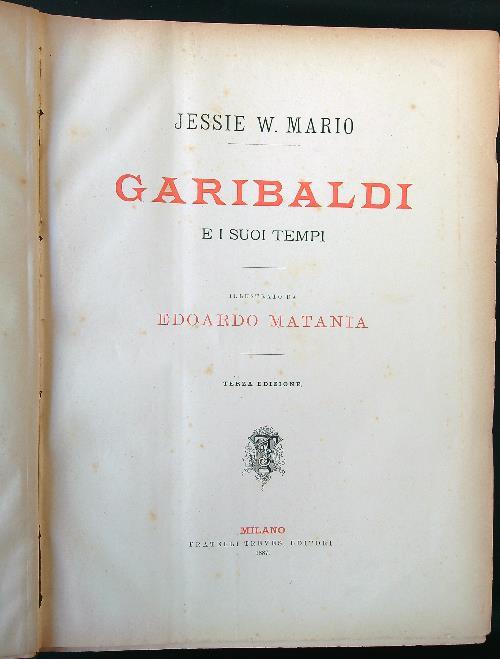 JESSIE W. MARIO
GARIBALDI
E I SUOI TEMPI
ILLUSTRATO DA
EDOARDO MATANIA
TERZA EDIZIONE
MILANO
FRATELLI TREVES, EDITORI